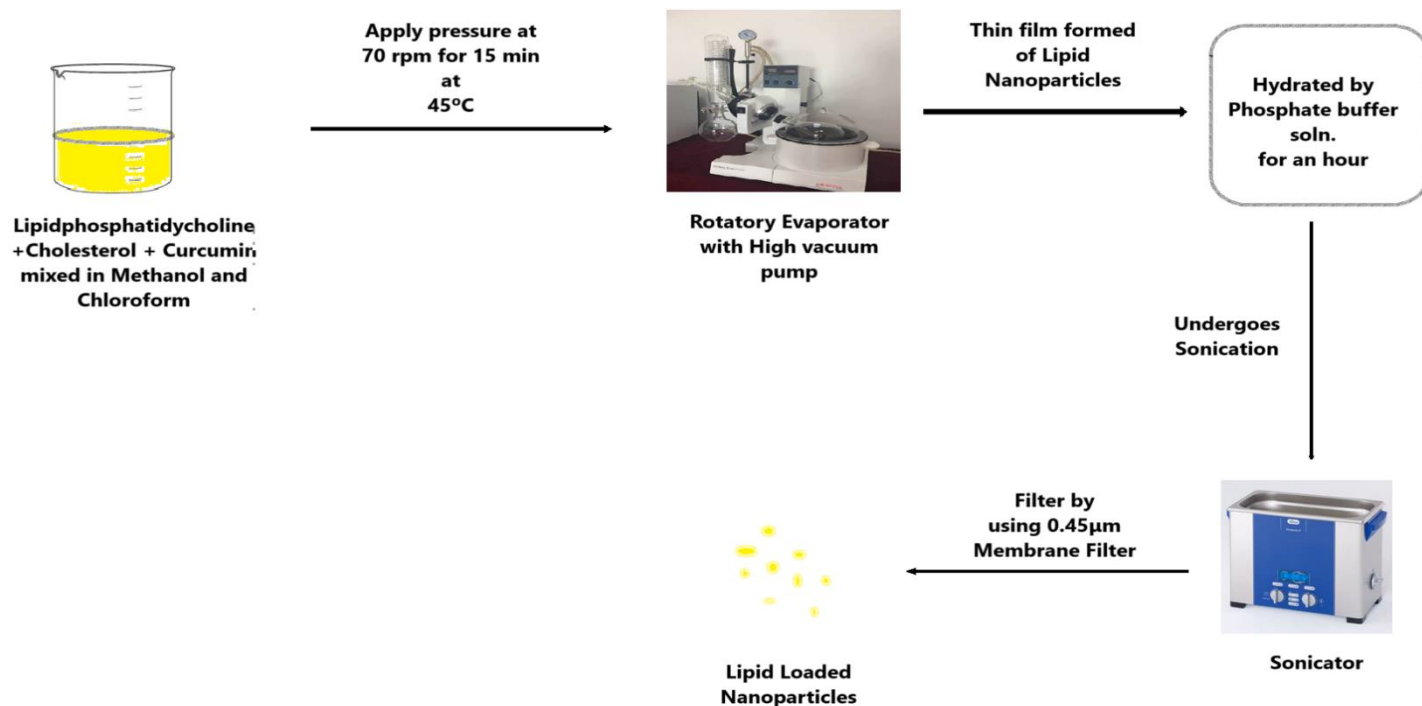 Apply pressure at
70 rpm for 15 min
at
45ºC
Thin film formed
of Lipid
Nanoparticles
Hydrated by
Phosphate buffer
soln.
for an hour
Lipidphosphatidycholine
+Cholesterol + Curcumin
mixed in Methanol and
Chloroform
Rotatory Evaporator
with High vacuum
pump
Undergoes
Sonication
Filter by
using 0.45µm
Membrane Filter
Sonicator
Lipid Loaded
Nanoparticles